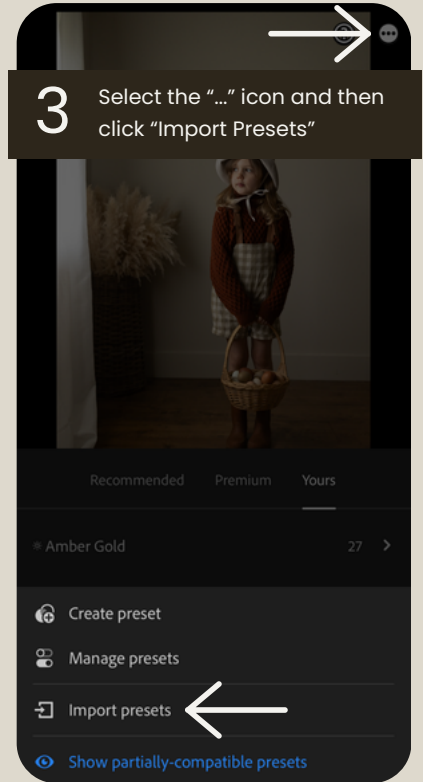 3
Select the “...” icon and then
click “Import Presets”
Recommended Premium Yours
Amber Gold 27
Create preset
Manage presets
Import presets
Show partially-compatible presets